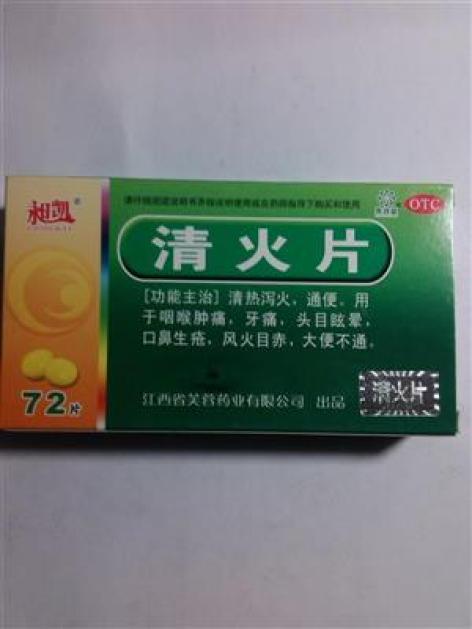 请仔细阅读说明书并按说明使用或在药师指导下购买和使用
OTC
清火片
[功能主治] 清热泻火，通便。用
于咽喉肿痛，牙痛，头目眩晕，
口鼻生疮，风火目赤，大便不通。
72片
江西省芙蓉药业有限公司 出品
清火片